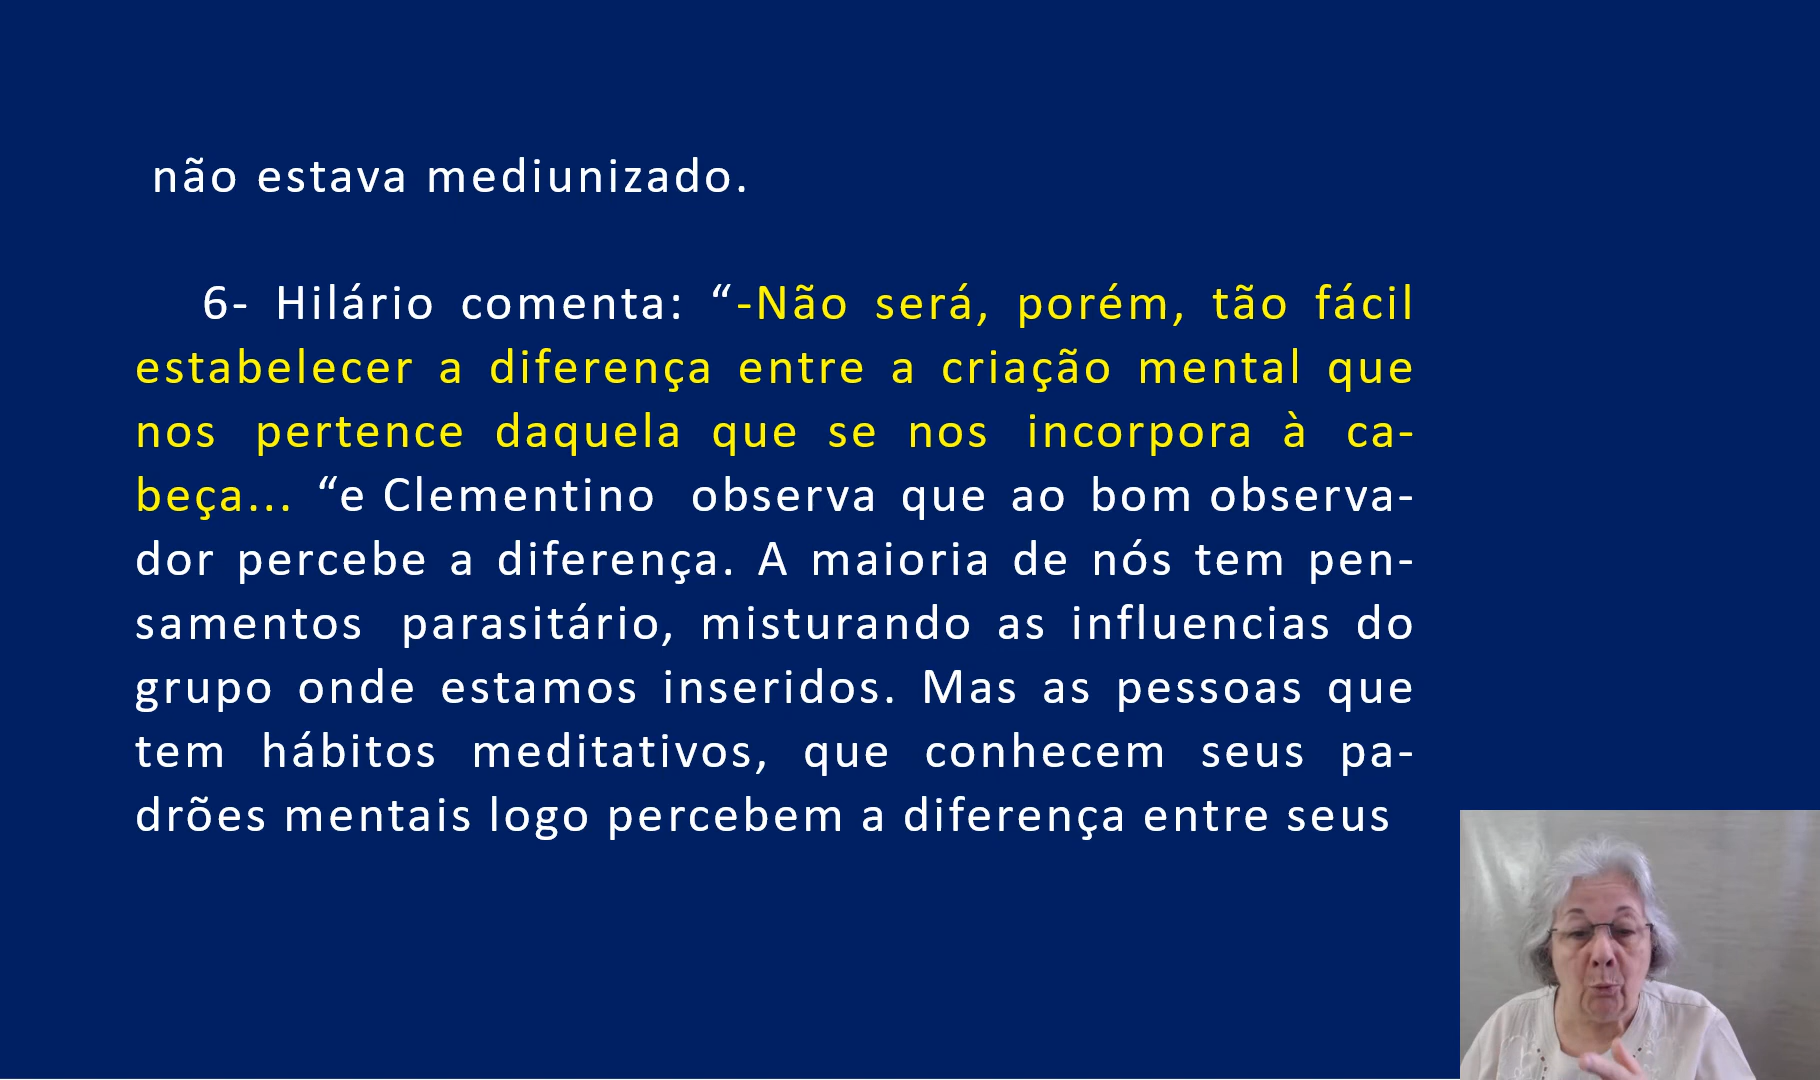 não estava mediunizado.
6- Hilário comenta: “-Não será, porém, tão fácil
estabelecer a diferença entre a criação mental que
nos pertence daquela que se nos incorpora à ca-
beça... “e Clementino observa que ao bom observa-
dor percebe a diferença. A maioria de nós tem pen-
samentos parasitário, misturando as influencias do
grupo onde estamos inseridos. Mas as pessoas que
tem hábitos meditativos, que conhecem seus pa-
drões mentais logo percebem a diferença entre seus